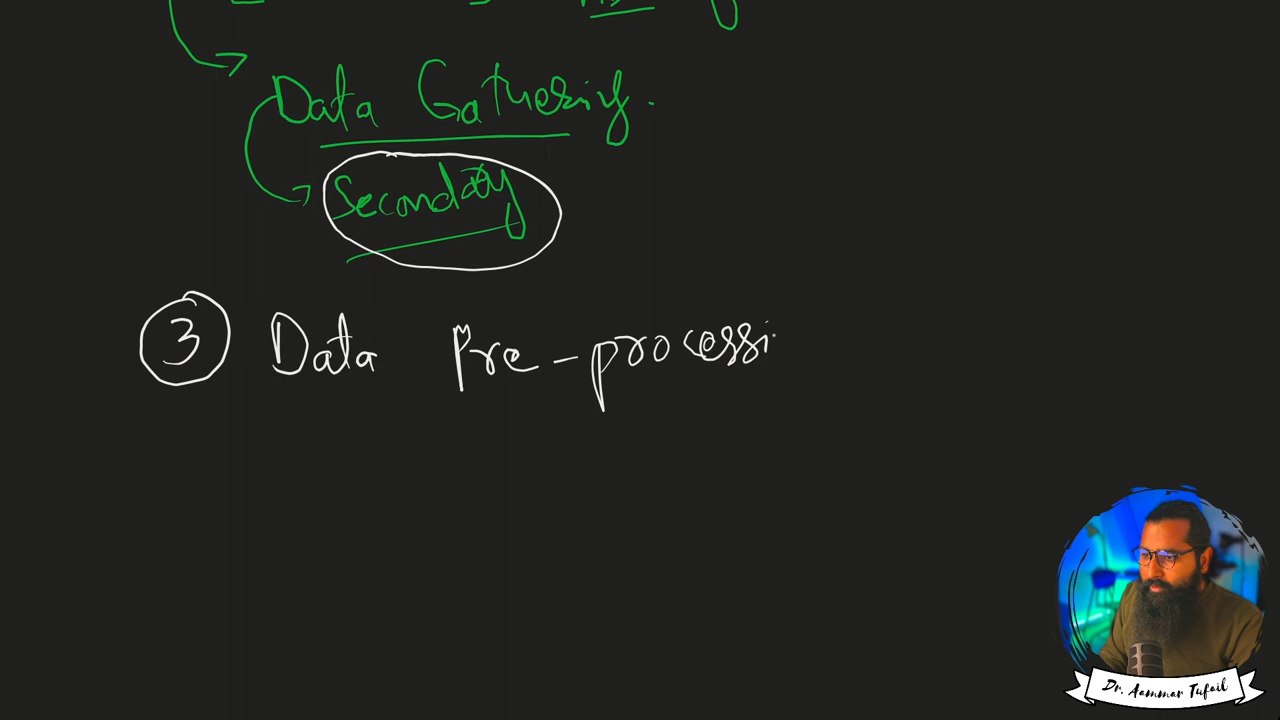 Data Gathering.
Secondary
3 Data Pre-processi
Dr. Aammar Tufail